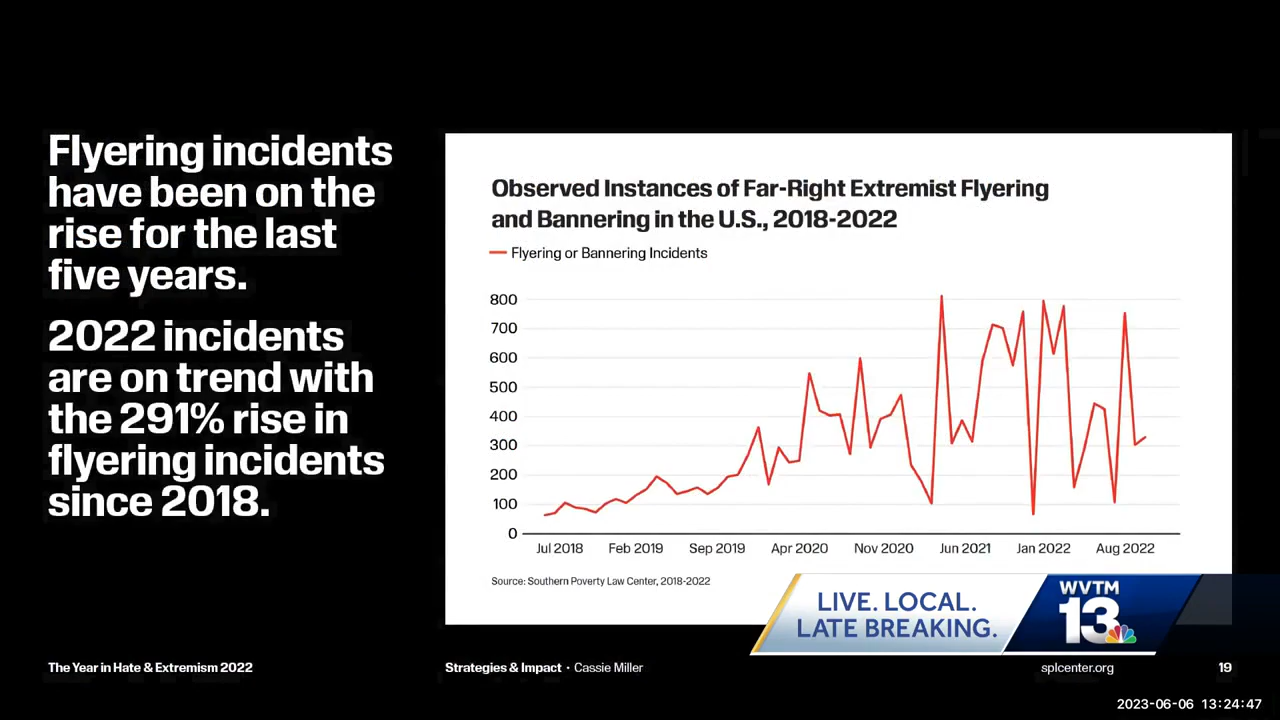 Flyering incidents
have been on the
rise for the last
five years.
2022 incidents
are on trend with
the 291% rise in
flyering incidents
since 2018.
Observed Instances of Far-Right Extremist Flyering
and Bannering in the U.S., 2018-2022
Flyering or Bannering Incidents
800
700
600
500
400
300
200
100
0
Jul 2018 Feb 2019 Sep 2019 Apr 2020 Nov 2020 Jun 2021 Jan 2022 Aug 2022
Source: Southern Poverty Law Center, 2018-2022
LIVE. LOCAL.
LATE BREAKING.
WVTM
13
The Year in Hate & Extremism 2022
Strategies & Impact · Cassie Miller
splcenter.org
19
2023-06-06 13:24:47